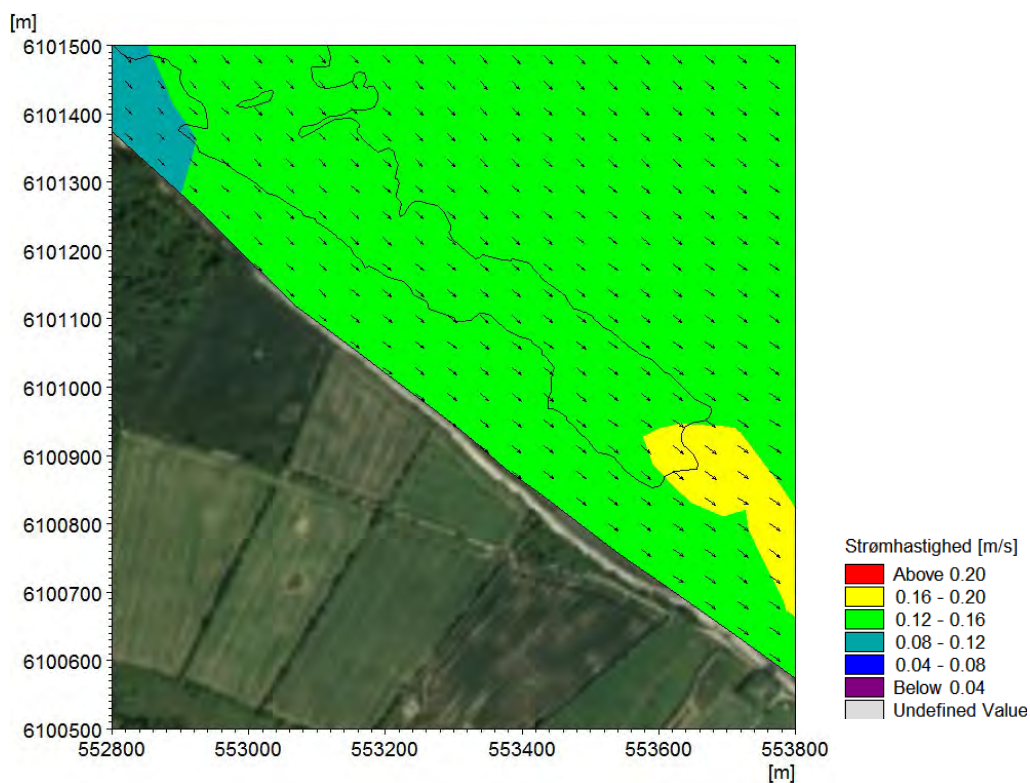 [m]
6101500
6101400
6101300
6101200
6101100
6101000
6100900
6100800
6100700
6100600
6100500
552800 553000 553200 553400 553600 553800
[m]
Strømhastighed [m/s]
Above 0.20
0.16 - 0.20
0.12 - 0.16
0.08 - 0.12
0.04 - 0.08
Below 0.04
Undefined Value